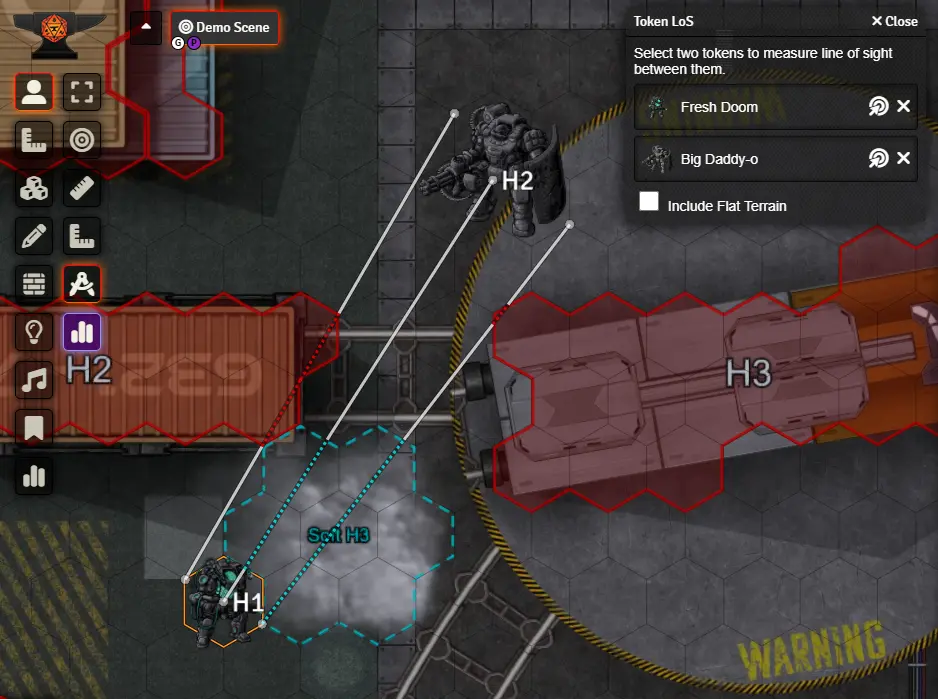 Demo Scene
G P
Token LoS
Close
Select two tokens to measure line of sight
between them.
Fresh Doom
Big Daddy-o
Include Flat Terrain
WARNING
H2
H2
H3
Soft H3
H1
WARNING